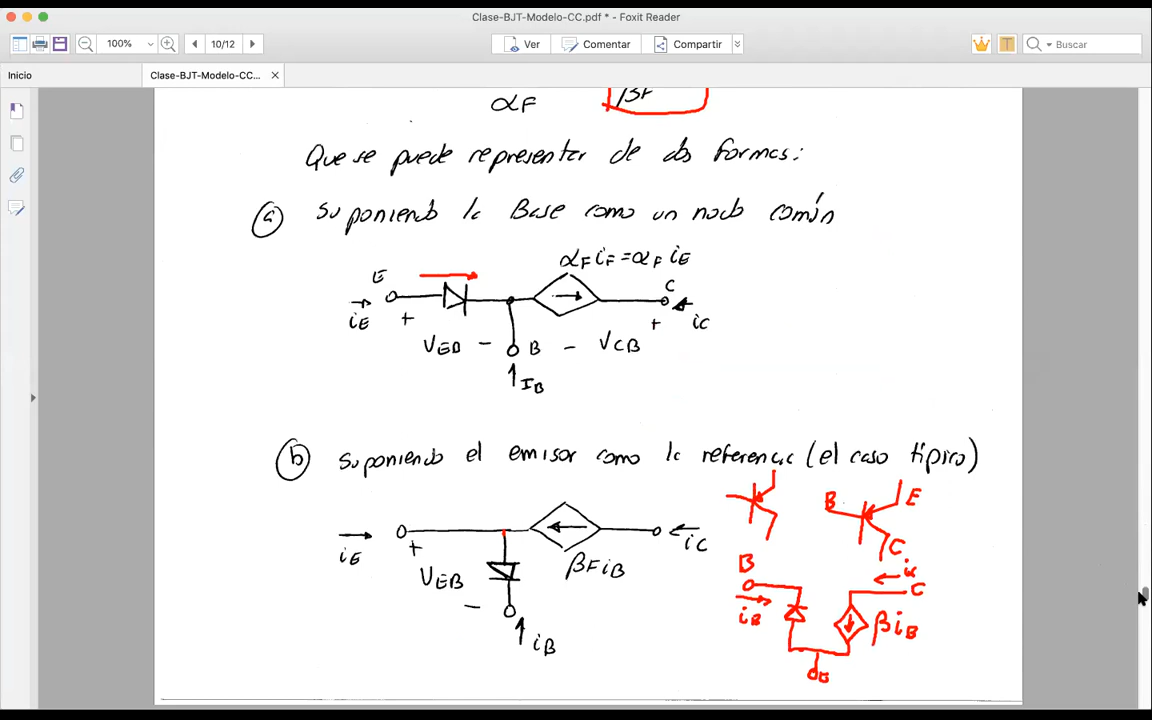 Clase-BJT-Modelo-CC.pdf * - Foxit Reader
100% 10/12 Ver Comentar Compartir Buscar
Inicio Clase-BJT-Modelo-CC...
αF βF
Que se puede representar de dos formas:
(a) Suponiendo la Base como un nodo común
αF iF = αF iE
E C
iE + + iC
VEB - B - VCB
IB
(b) Suponiendo el emisor como la referencia (el caso típico)
B E
iE iC C
+ βF iB
VEB B ic C
- iB βiB
iB